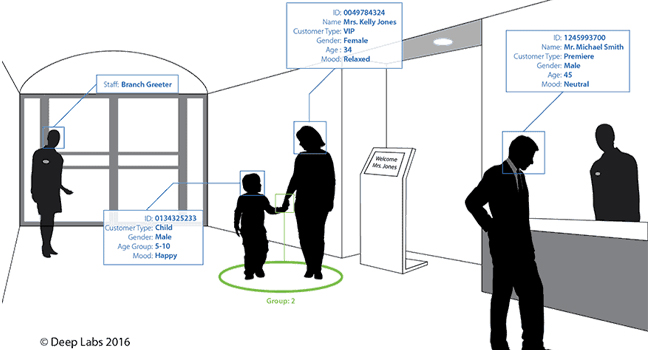 ID: 0049784324
Name Mrs. Kelly Jones
Customer Type: VIP
Gender: Female
Age : 34
Mood: Relaxed
ID: 1245993700
Name: Mr. Michael Smith
Customer Type: Premiere
Gender: Male
Age: 45
Mood: Neutral
Staff: Branch Greeter
Welcome
Mrs. Jones
ID: 0134325233
Customer Type: Child
Gender: Male
Age Group: 5-10
Mood: Happy
Group: 2
© Deep Labs 2016